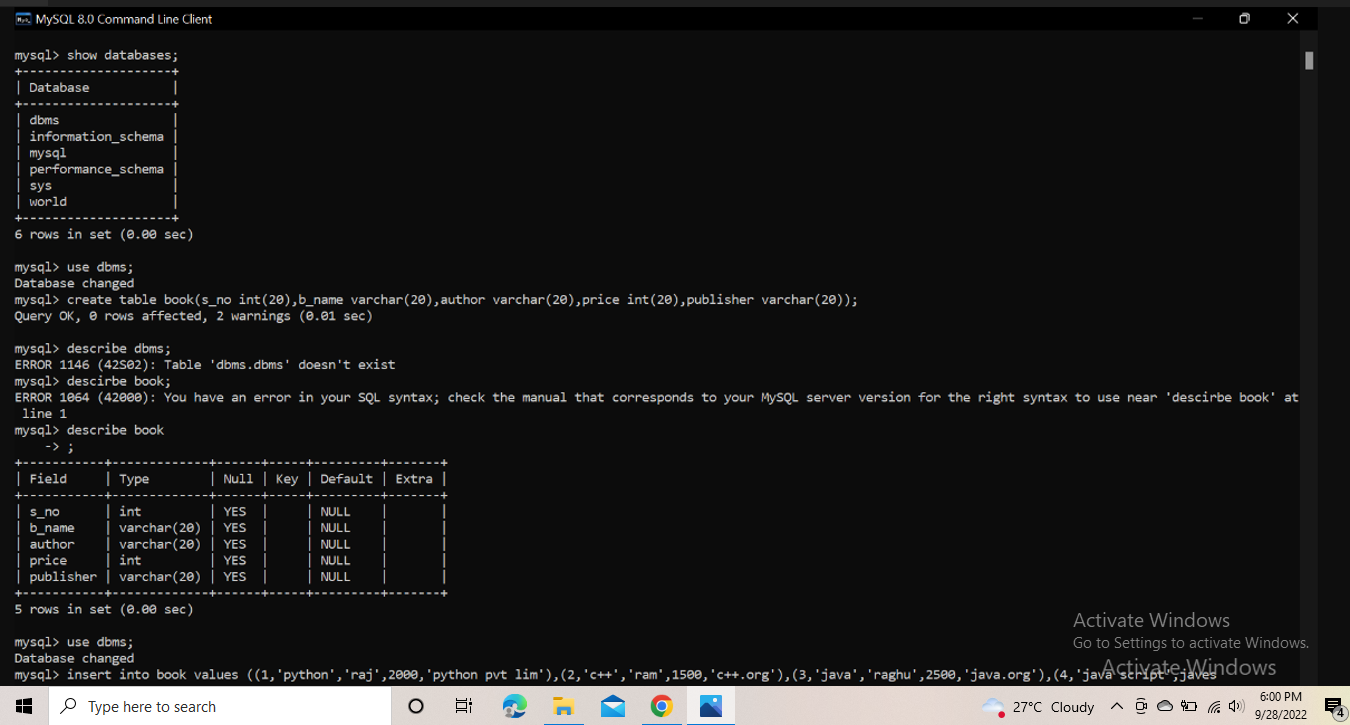 MySQL 8.0 Command Line Client
mysql> show databases;
+--------------------+
| Database           |
+--------------------+
| dbms               |
| information_schema |
| mysql              |
| performance_schema |
| sys                |
| world              |
+--------------------+
6 rows in set (0.00 sec)
mysql> use dbms;
Database changed
mysql> create table book(s_no int(20),b_name varchar(20),author varchar(20),price int(20),publisher varchar(20));
Query OK, 0 rows affected, 2 warnings (0.01 sec)
mysql> describe dbms;
ERROR 1146 (42S02): Table 'dbms.dbms' doesn't exist
mysql> descirbe book;
ERROR 1064 (42000): You have an error in your SQL syntax; check the manual that corresponds to your MySQL server version for the right syntax to use near 'descirbe book' at
 line 1
mysql> describe book
    -> ;
+-----------+-------------+------+-----+---------+-------+
| Field     | Type        | Null | Key | Default | Extra |
+-----------+-------------+------+-----+---------+-------+
| s_no      | int         | YES  |     | NULL    |       |
| b_name    | varchar(20) | YES  |     | NULL    |       |
| author    | varchar(20) | YES  |     | NULL    |       |
| price     | int         | YES  |     | NULL    |       |
| publisher | varchar(20) | YES  |     | NULL    |       |
+-----------+-------------+------+-----+---------+-------+
5 rows in set (0.00 sec)
mysql> use dbms;
Database changed
mysql> insert into book values ((1,'python','raj',2000,'python pvt lim'),(2,'c++','ram',1500,'c++.org'),(3,'java','raghu',2500,'java.org'),(4,'java script','javes
Activate Windows
Go to Settings to activate Windows.
Activate Windows
Type here to search
27°C Cloudy
6:00 PM
9/28/2022
4